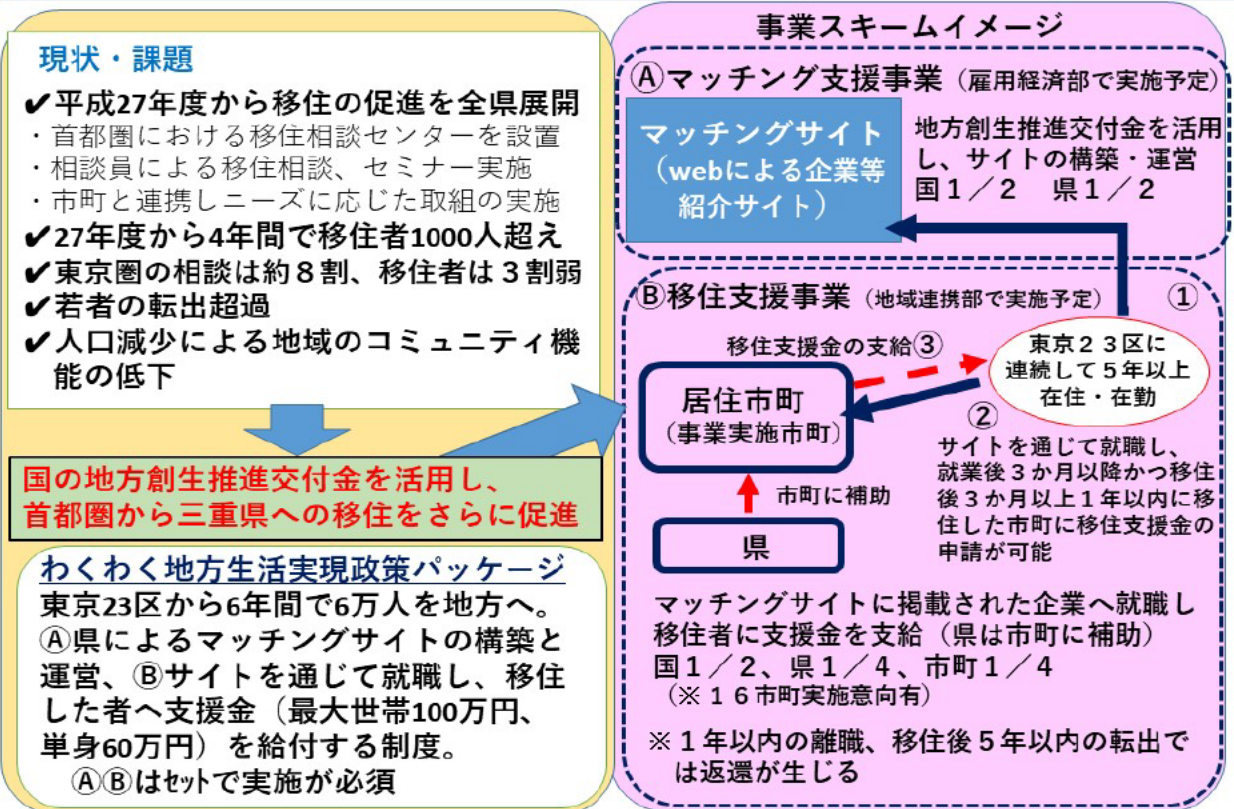 現状・課題
✔平成27年度から移住の促進を全県展開
・首都圏における移住相談センターを設置
・相談員による移住相談、セミナー実施
・市町と連携しニーズに応じた取組の実施
✔27年度から4年間で移住者1000人超え
✔東京圏の相談は約８割、移住者は３割弱
✔若者の転出超過
✔人口減少による地域のコミュニティ機
能の低下
国の地方創生推進交付金を活用し、
首都圏から三重県への移住をさらに促進
わくわく地方生活実現政策パッケージ
東京23区から6年間で6万人を地方へ。
Ⓐ県によるマッチングサイトの構築と
運営、Ⓑサイトを通じて就職し、移住
した者へ支援金（最大世帯100万円、
単身60万円）を給付する制度。
ⒶⒷはｾｯﾄで実施が必須
事業スキームイメージ
Ⓐマッチング支援事業（雇用経済部で実施予定）
マッチングサイト
（webによる企業等
紹介サイト）
地方創生推進交付金を活用
し、サイトの構築・運営
国１／２　県１／２
Ⓑ移住支援事業（地域連携部で実施予定）
①
移住支援金の支給③
東京２３区に
連続して５年以上
在住・在勤
居住市町
（事業実施市町）
②
サイトを通じて就職し、
就業後３か月以降かつ移住
後３か月以上１年以内に移
住した市町に移住支援金の
申請が可能
市町に補助
県
マッチングサイトに掲載された企業へ就職し
移住者に支援金を支給（県は市町に補助）
国１／２、県１／４、市町１／４
（※１６市町実施意向有）
※１年以内の離職、移住後５年以内の転出で
は返還が生じる